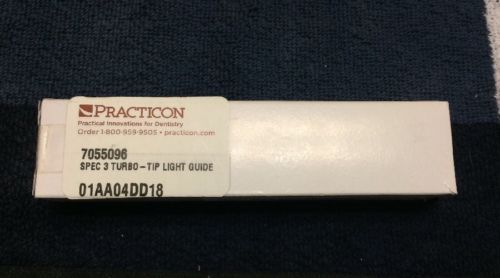 PRACTICON
Practical Innovations for Dentistry
Order 1-800-959-9505 • practicon.com
7055096
SPEC 3 TURBO-TIP LIGHT GUIDE
01AA04DD18